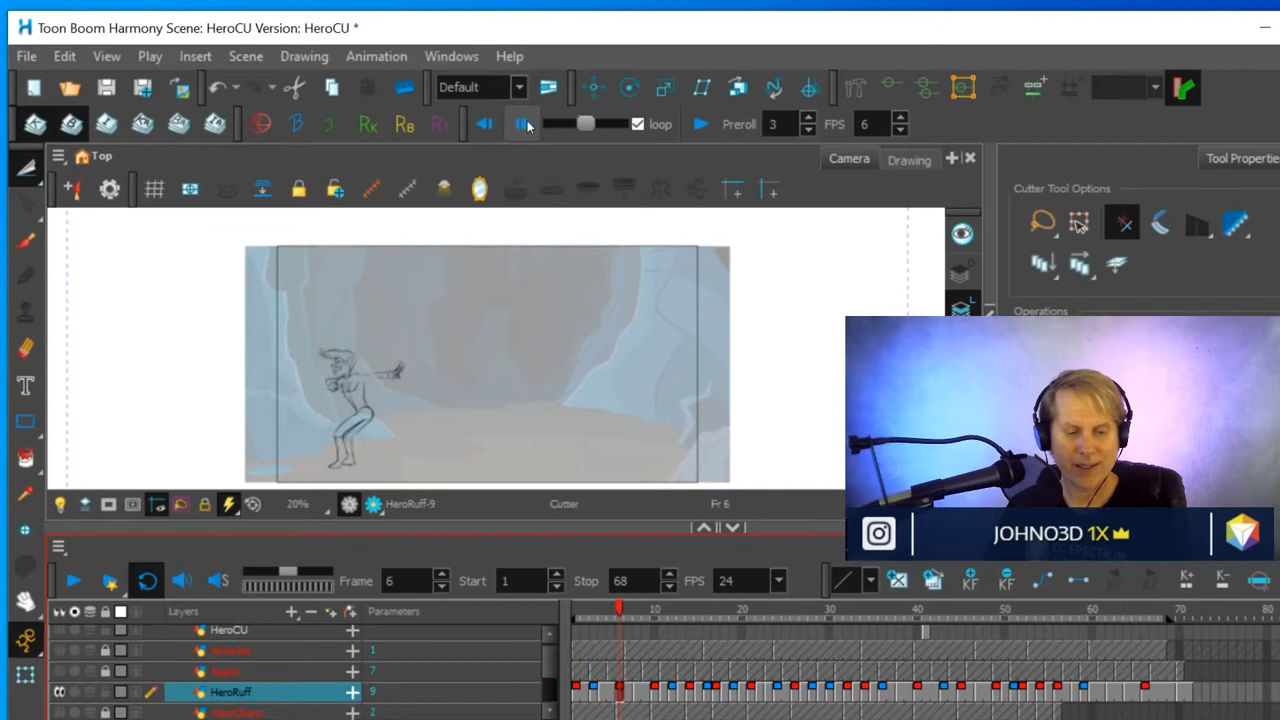 Toon Boom Harmony Scene: HeroCU Version: HeroCU *
File Edit View Play Insert Scene Drawing Animation Windows Help
Default
loop Preroll 3 FPS 6
Top Camera Drawing Tool Properties
Cutter Tool Options
Operations
20% HeroRuff-9 Cutter Fr 6
JOHNO3D 1X
Frame 6 Start 1 Stop 68 FPS 24
Layers Parameters 10 20 30 40 50 60 70
HeroCU
1
7
HeroRuff 9
2